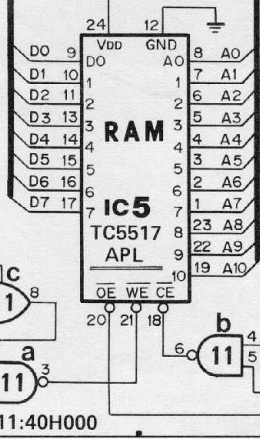 24 12
VDD GND
D0 9 D0 A0 8 A0
D1 10 1 1 7 A1
D2 11 2 2 6 A2
D3 13 3 3 5 A3
D4 14 4 4 4 A4
D5 15 5 5 3 A5
D6 16 6 6 2 A6
D7 17 7 7 1 A7
8 23 A8
9 22 A9
10 19 A10
RAM
IC5
TC5517
APL
OE WE CE
20 21 18
c
1 8
a
11 3
b
6 11 4
5
11:40H000